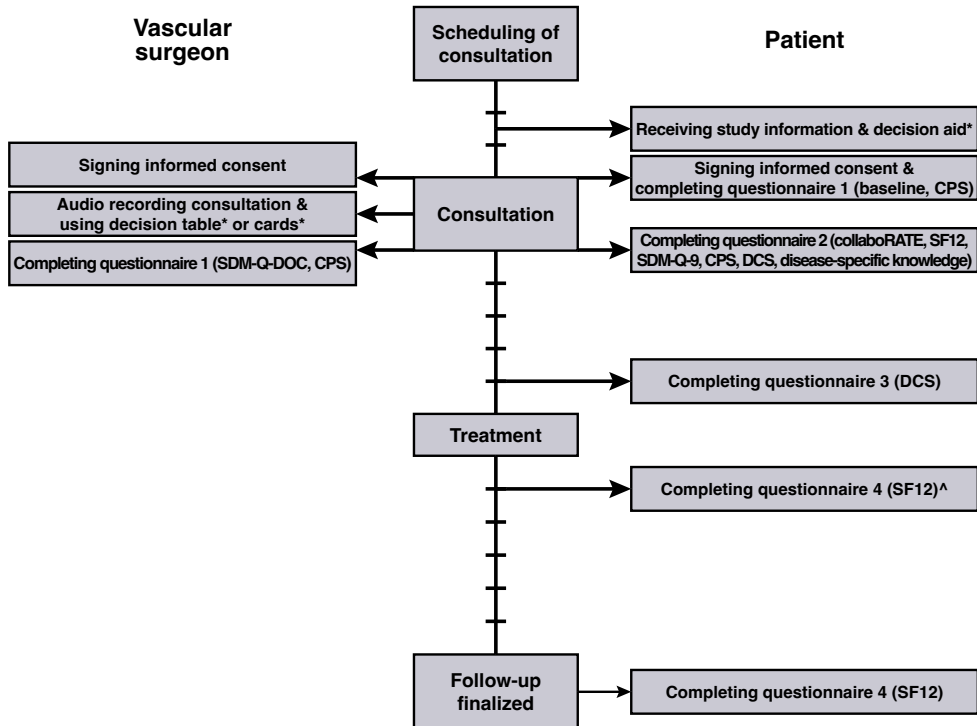 Vascular
surgeon
Scheduling of
consultation
Patient
Receiving study information & decision aid*
Signing informed consent
Signing informed consent &
completing questionnaire 1 (baseline, CPS)
Audio recording consultation &
using decision table* or cards*
Consultation
Completing questionnaire 1 (SDM-Q-DOC, CPS)
Completing questionnaire 2 (collaboRATE, SF12,
SDM-Q-9, CPS, DCS, disease-specific knowledge)
Completing questionnaire 3 (DCS)
Treatment
Completing questionnaire 4 (SF12)^
Follow-up
finalized
Completing questionnaire 4 (SF12)